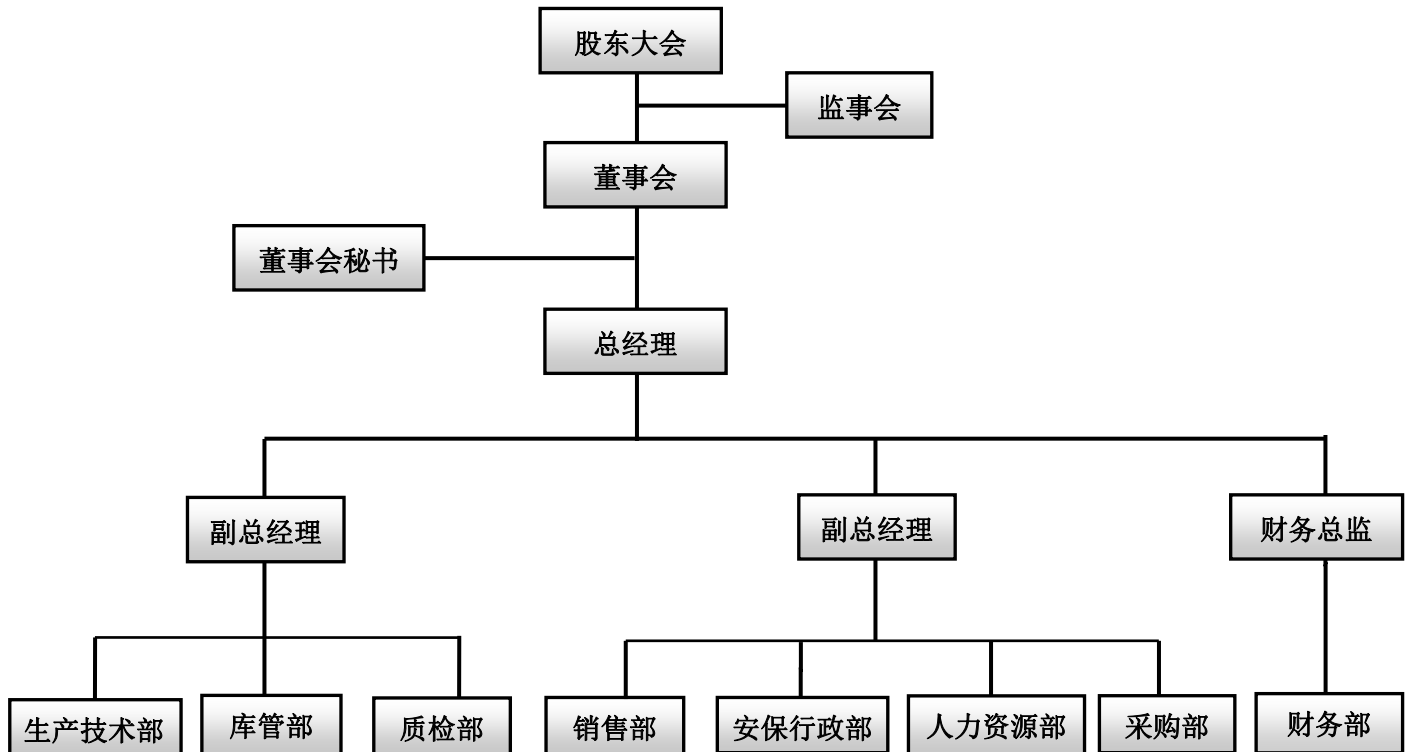 股东大会
监事会
董事会
董事会秘书
总经理
副总经理
副总经理
财务总监
生产技术部
库管部
质检部
销售部
安保行政部
人力资源部
采购部
财务部